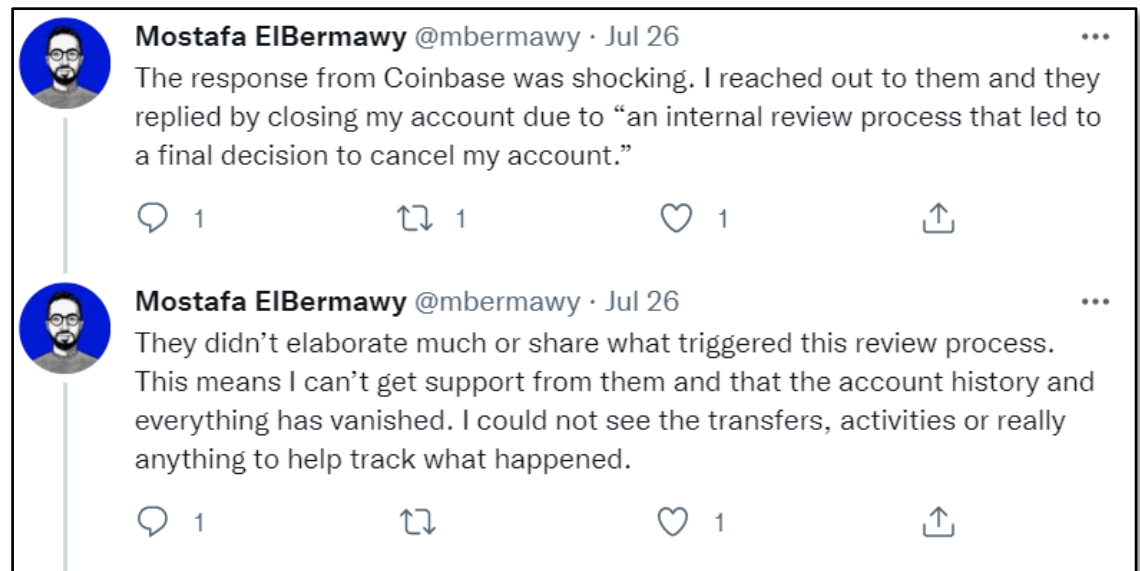 Mostafa ElBermawy @mbermawy · Jul 26
The response from Coinbase was shocking. I reached out to them and they
replied by closing my account due to “an internal review process that led to
a final decision to cancel my account.”
1 1 1
Mostafa ElBermawy @mbermawy · Jul 26
They didn’t elaborate much or share what triggered this review process.
This means I can’t get support from them and that the account history and
everything has vanished. I could not see the transfers, activities or really
anything to help track what happened.
1 1